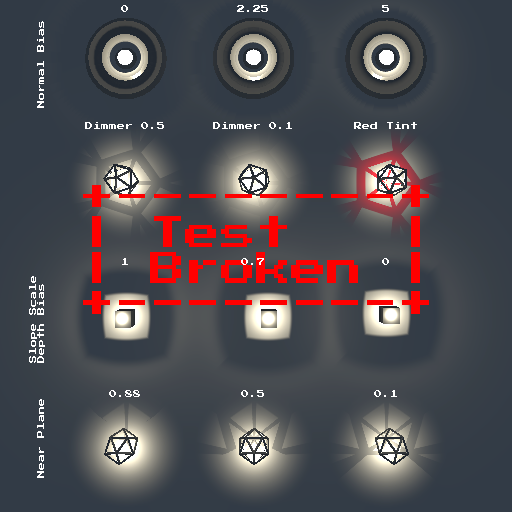 0 2.25 5
Normal Bias
Dimmer 0.5 Dimmer 0.1 Red Tint
Test
Broken
1 0.7 0
Slope Scale
Depth Bias
0.88 0.5 0.1
Near Plane